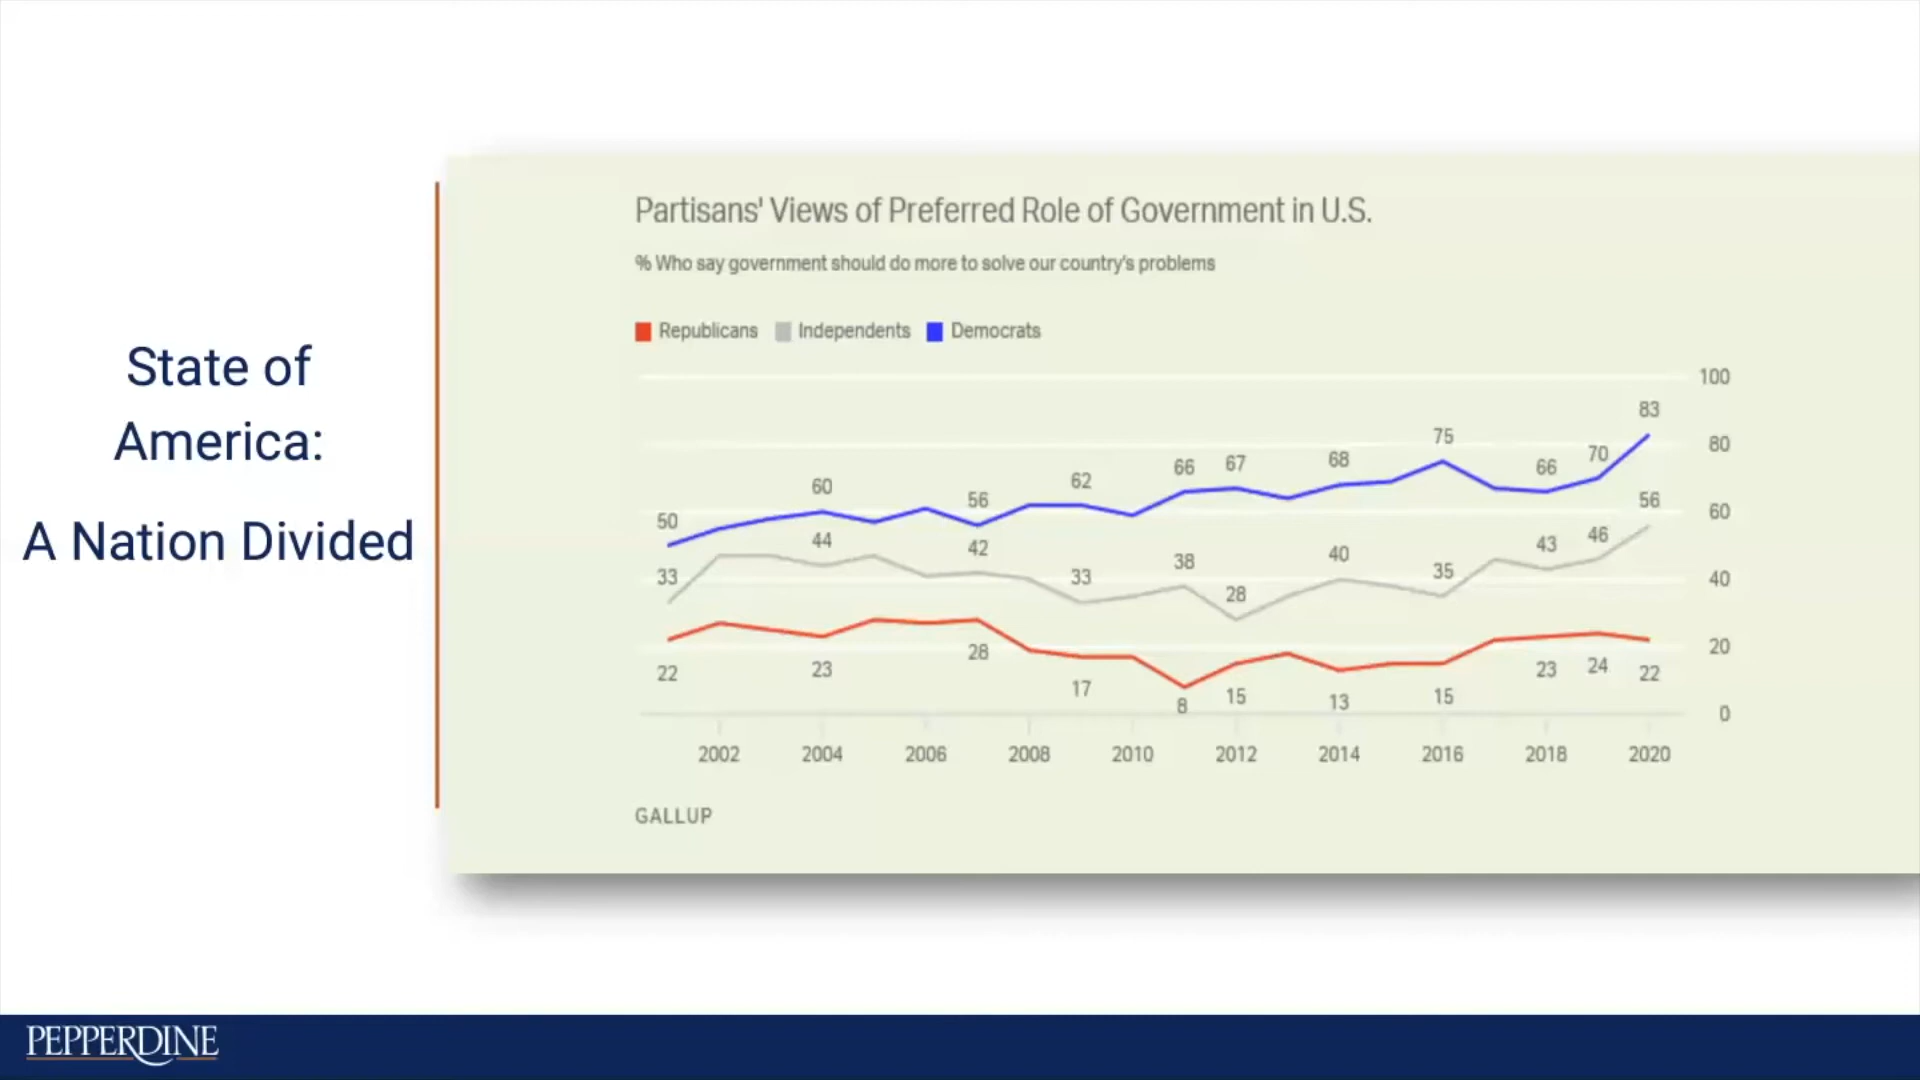 State of
America:
A Nation Divided
Partisans' Views of Preferred Role of Government in U.S.
% Who say government should do more to solve our country's problems
Republicans Independents Democrats
100
80
60
40
20
0
50 60 56 62 66 67 68 75 66 70 83
33 44 42 33 38 28 40 35 43 46 56
22 23 28 17 8 15 13 15 23 24 22
2002 2004 2006 2008 2010 2012 2014 2016 2018 2020
GALLUP
PEPPERDINE